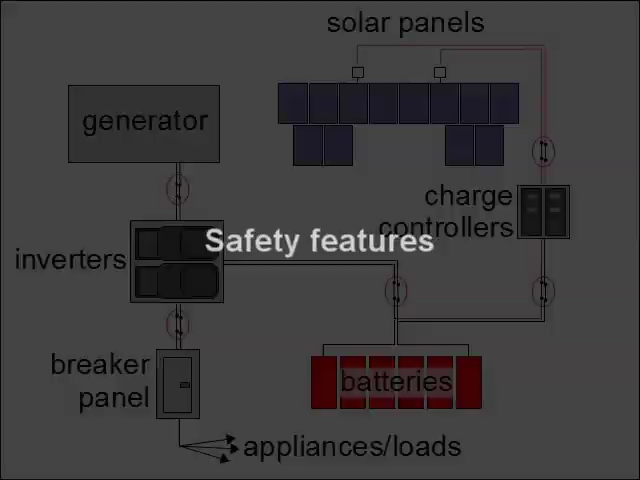 solar panels
generator
charge
controllers
Safety features
inverters
breaker
panel
batteries
appliances/loads